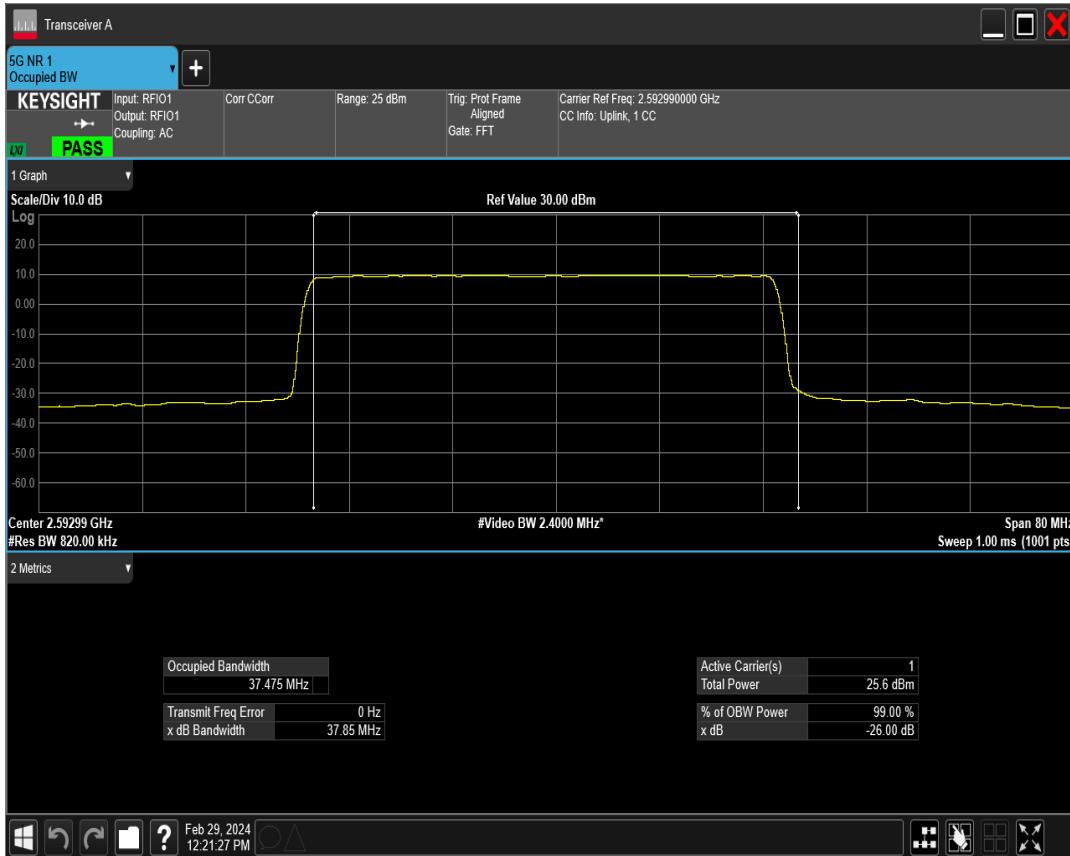 Transceiver A
5G NR 1
Occupied BW
KEYSIGHT
Input: RFIO1
Output: RFIO1
Coupling: AC
Corr CCorr
Range: 25 dBm
Trig: Prot Frame
Aligned
Gate: FFT
Carrier Ref Freq: 2.592990000 GHz
CC Info: Uplink, 1 CC
LXI
PASS
1 Graph
Scale/Div 10.0 dB
Ref Value 30.00 dBm
Log
20.0
10.0
0.00
-10.0
-20.0
-30.0
-40.0
-50.0
-60.0
Center 2.59299 GHz
#Video BW 2.4000 MHz*
Span 80 MHz
#Res BW 820.00 kHz
Sweep 1.00 ms (1001 pts
2 Metrics
Occupied Bandwidth
37.475 MHz
Transmit Freq Error 0 Hz
x dB Bandwidth 37.85 MHz
Active Carrier(s) 1
Total Power 25.6 dBm
% of OBW Power 99.00 %
x dB -26.00 dB
?
Feb 29, 2024
12:21:27 PM